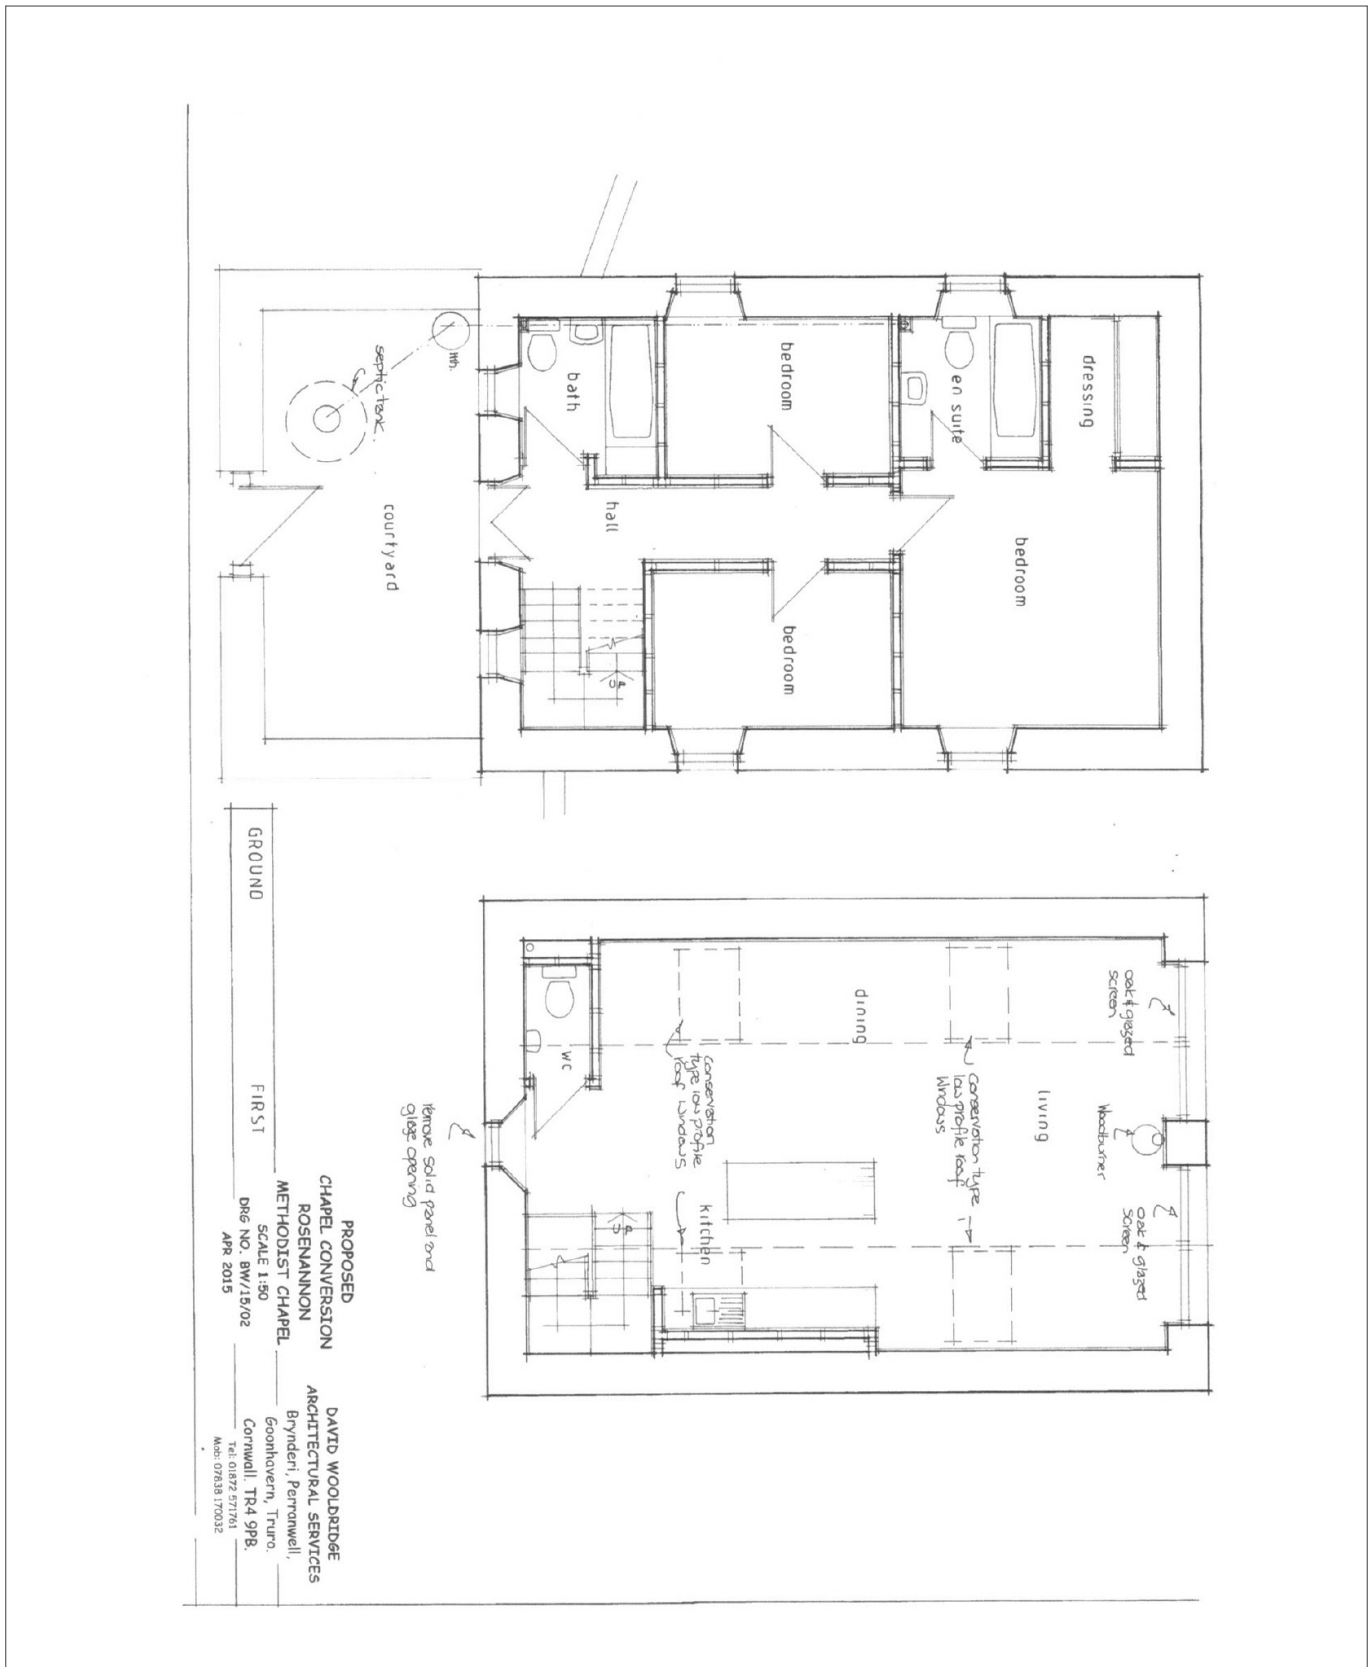 dressing
en suite
bedroom
bedroom
bedroom
bath
hall
up
mh.
septic tank.
courtyard
oak & glazed
screen
Woodburner
oak & glazed
screen
living
dining
conservation type
low profile roof
windows
conservation
type low profile
roof windows
kitchen
wc
up
remove solid panel and
glaze opening
GROUND
FIRST
PROPOSED
CHAPEL CONVERSION
ROSENANNON
METHODIST CHAPEL
SCALE 1:50
DRG NO. BW/15/02
APR 2015
DAVID WOOLDRIDGE
ARCHITECTURAL SERVICES
Brynderi, Perranwell,
Goonhavern, Truro.
Cornwall. TR4 9PB.
Tel: 01872 571761
Mob: 07838 170032